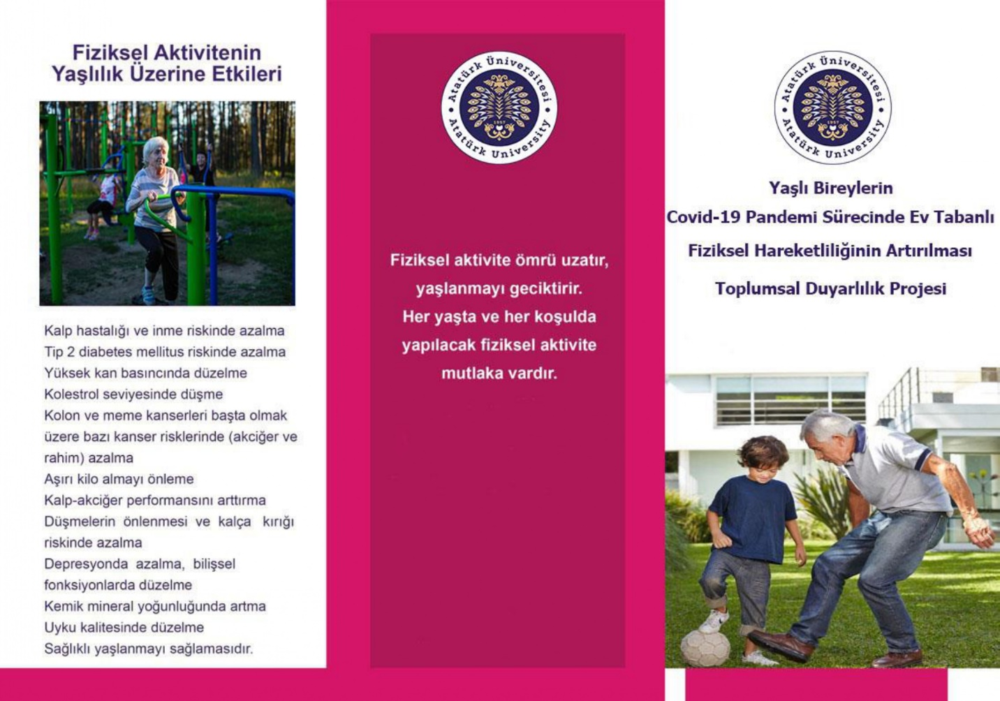 Fiziksel Aktivitenin
Yaşlılık Üzerine Etkileri
Kalp hastalığı ve inme riskinde azalma
Tip 2 diabetes mellitus riskinde azalma
Yüksek kan basıncında düzelme
Kolestrol seviyesinde düşme
Kolon ve meme kanserleri başta olmak
üzere bazı kanser risklerinde (akciğer ve
rahim) azalma
Aşırı kilo almayı önleme
Kalp-akciğer performansını arttırma
Düşmelerin önlenmesi ve kalça kırığı
riskinde azalma
Depresyonda azalma, bilişsel
fonksiyonlarda düzelme
Kemik mineral yoğunluğunda artma
Uyku kalitesinde düzelme
Sağlıklı yaşlanmayı sağlamasıdır.
Atatürk Üniversitesi
1957
Atatürk University
Fiziksel aktivite ömrü uzatır,
yaşlanmayı geciktirir.
Her yaşta ve her koşulda
yapılacak fiziksel aktivite
mutlaka vardır.
Atatürk Üniversitesi
1957
Atatürk University
Yaşlı Bireylerin
Covid-19 Pandemi Sürecinde Ev Tabanlı
Fiziksel Hareketliliğinin Artırılması
Toplumsal Duyarlılık Projesi